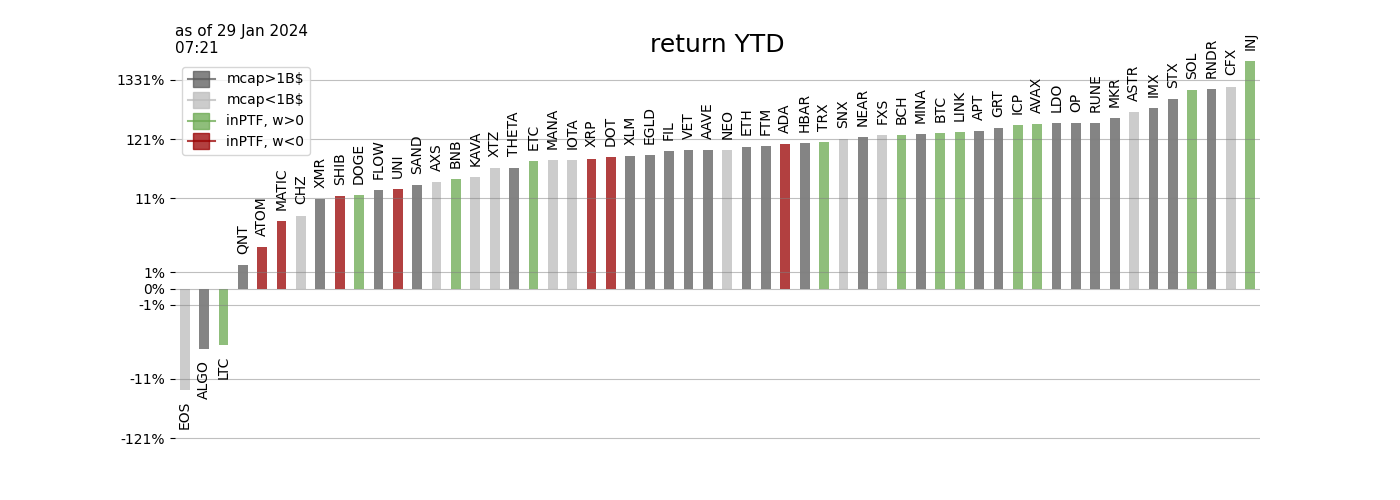 as of 29 Jan 2024
07:21
return YTD
mcap>1B$
mcap<1B$
inPTF, w>0
inPTF, w<0
1331%
121%
11%
1%
0%
-1%
-11%
-121%
EOS
ALGO
LTC
QNT
ATOM
MATIC
CHZ
XMR
SHIB
DOGE
FLOW
UNI
SAND
AXS
BNB
KAVA
XTZ
THETA
ETC
MANA
IOTA
XRP
DOT
XLM
EGLD
FIL
VET
AAVE
NEO
ETH
FTM
ADA
HBAR
TRX
SNX
NEAR
FXS
BCH
MINA
BTC
LINK
APT
GRT
ICP
AVAX
LDO
OP
RUNE
MKR
ASTR
IMX
STX
SOL
RNDR
CFX
INJ